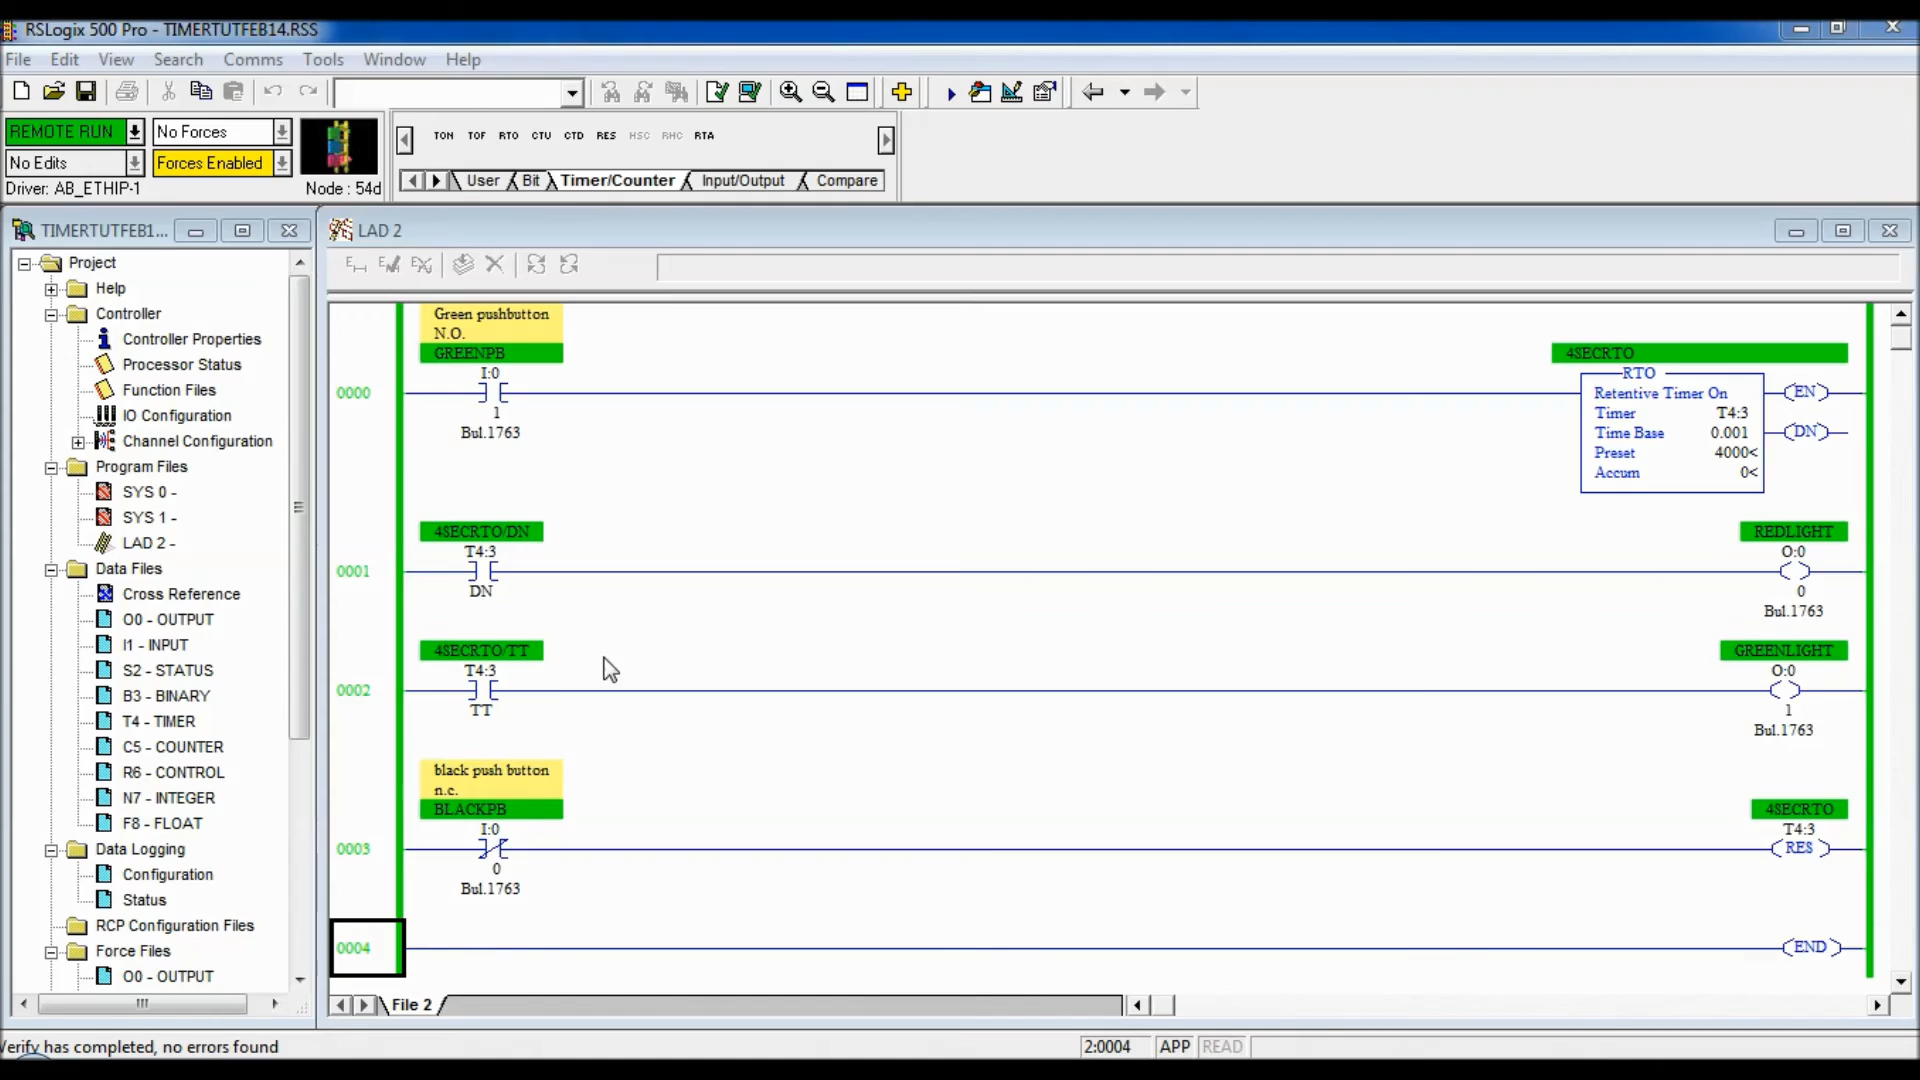 RSLogix 500 Pro - TIMERTUTFEB14.RSS
File Edit View Search Comms Tools Window Help
REMOTE RUN No Forces
No Edits Forces Enabled
Driver: AB_ETHIP-1 Node : 54d
TON TOF RTO CTU CTD RES HSC RHC RTA
User Bit Timer/Counter Input/Output Compare
TIMERTUTFEB1...
Project
Help
Controller
Controller Properties
Processor Status
Function Files
IO Configuration
Channel Configuration
Program Files
SYS 0 -
SYS 1 -
LAD 2 -
Data Files
Cross Reference
O0 - OUTPUT
I1 - INPUT
S2 - STATUS
B3 - BINARY
T4 - TIMER
C5 - COUNTER
R6 - CONTROL
N7 - INTEGER
F8 - FLOAT
Data Logging
Configuration
Status
RCP Configuration Files
Force Files
O0 - OUTPUT
LAD 2
Green pushbutton
N.O.
GREENPB
I:0
0000
1
Bul.1763
4SECRTO
RTO
Retentive Timer On
Timer T4:3
Time Base 0.001
Preset 4000<
Accum 0<
EN
DN
4SECRTO/DN
T4:3
0001
DN
REDLIGHT
O:0
0
Bul.1763
4SECRTO/TT
T4:3
0002
TT
GREENLIGHT
O:0
1
Bul.1763
black push button
n.c.
BLACKPB
I:0
0003
0
Bul.1763
4SECRTO
T4:3
RES
0004
END
File 2
Verify has completed, no errors found
2:0004 APP READ